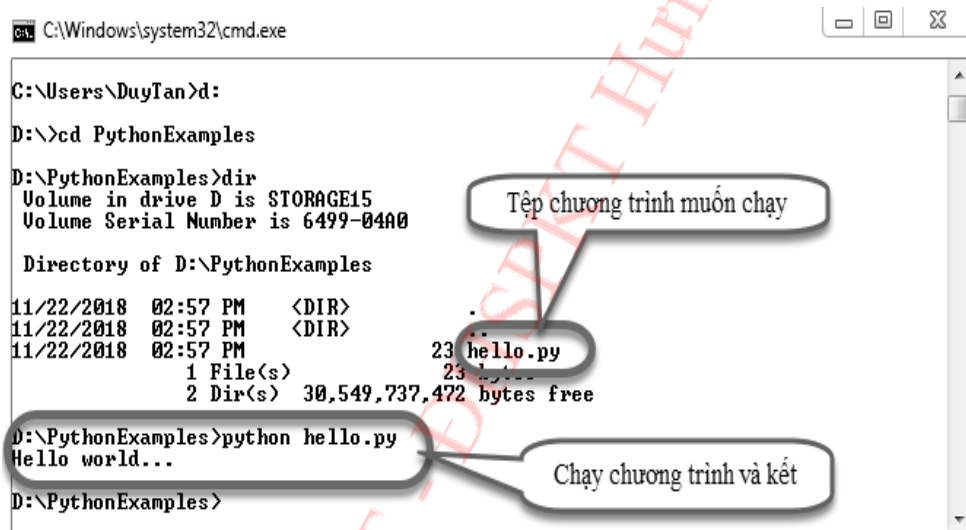 C:\Windows\system32\cmd.exe
C:\Users\DuyTan>d:
D:\>cd PythonExamples
D:\PythonExamples>dir
Volume in drive D is STORAGE15
Volume Serial Number is 6499-04A0
Tệp chương trình muốn chạy
Directory of D:\PythonExamples
11/22/2018 02:57 PM <DIR> .
11/22/2018 02:57 PM <DIR> ..
11/22/2018 02:57 PM 23 hello.py
1 File(s) 23
2 Dir(s) 30,549,737,472 bytes free
D:\PythonExamples>python hello.py
Hello world...
Chạy chương trình và kết
D:\PythonExamples>
- ĐHSPKT Hưn